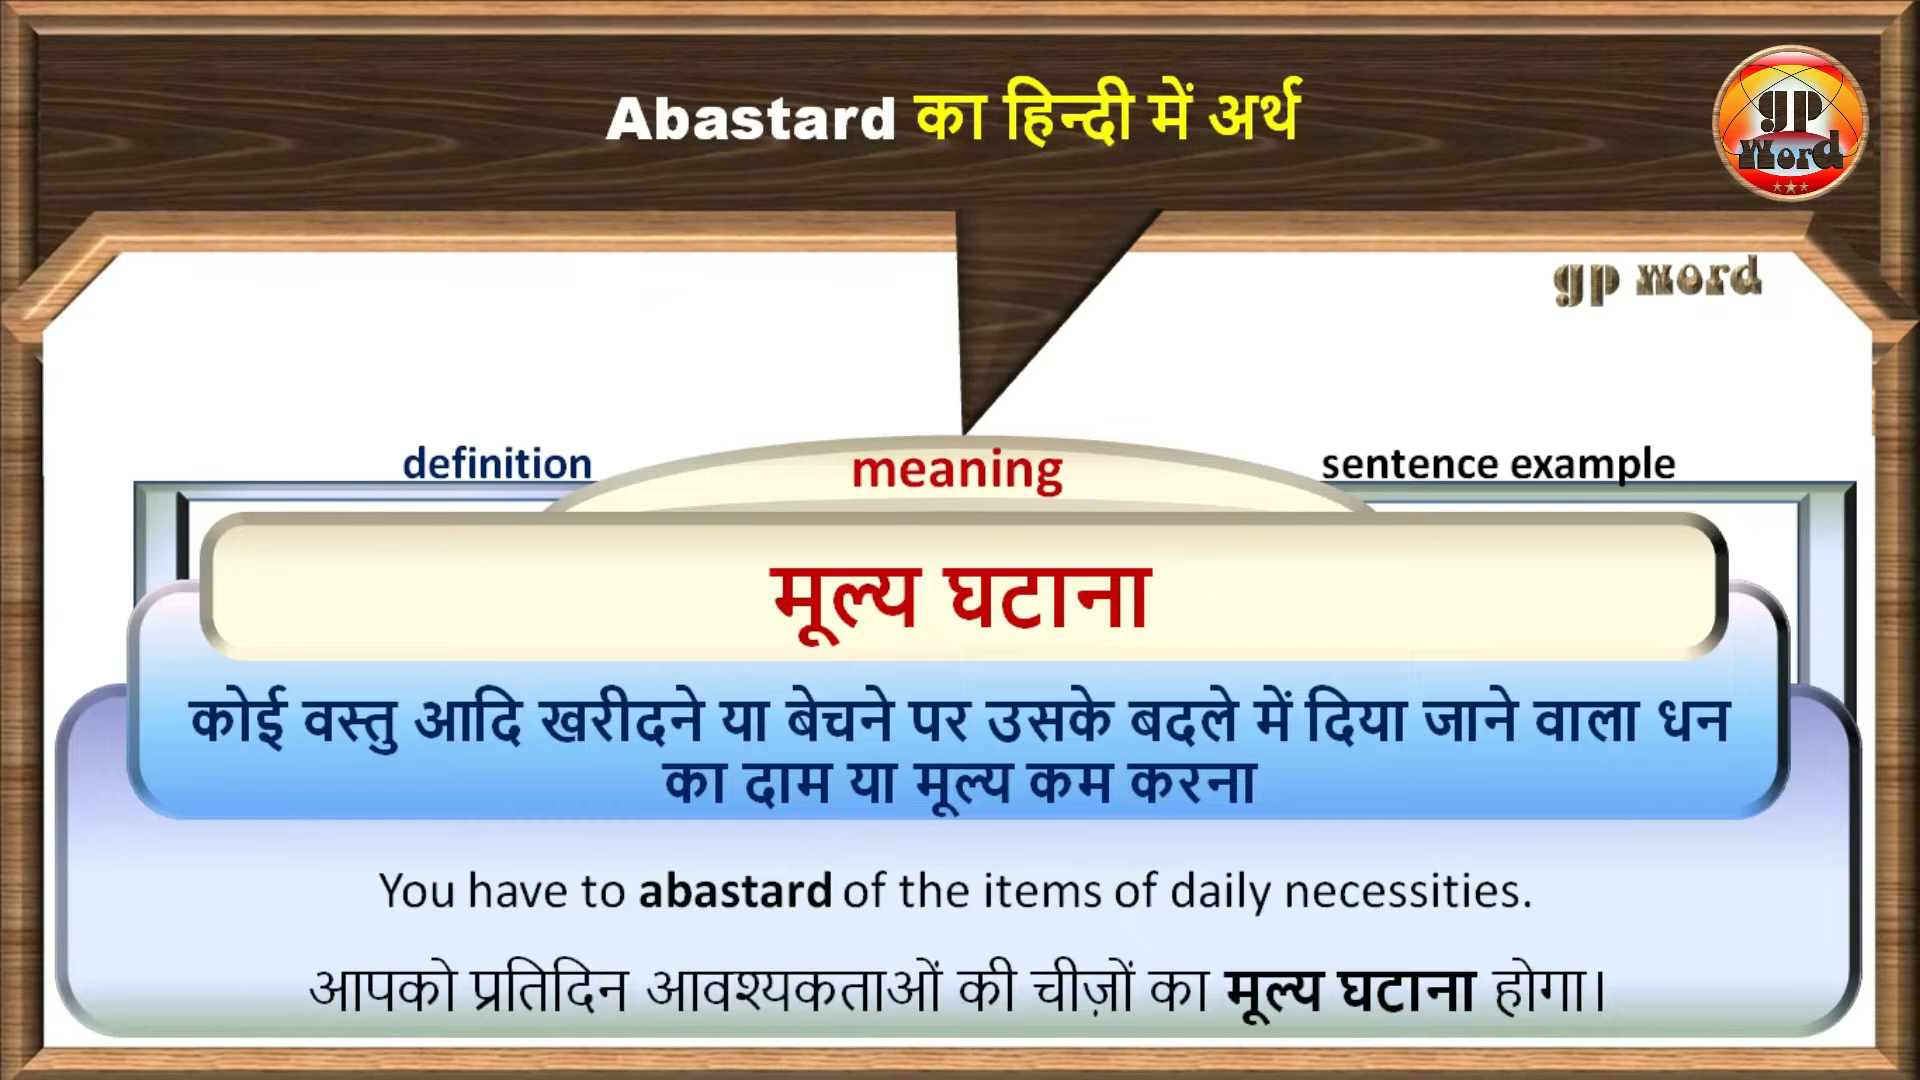 Abastard का हिन्दी में अर्थ
gp
word
gp word
definition
meaning
sentence example
मूल्य घटाना
कोई वस्तु आदि खरीदने या बेचने पर उसके बदले में दिया जाने वाला धन
का दाम या मूल्य कम करना
You have to abastard of the items of daily necessities.
आपको प्रतिदिन आवश्यकताओं की चीज़ों का मूल्य घटाना होगा।